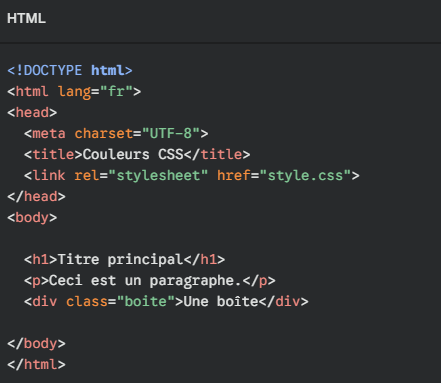 HTML
<!DOCTYPE html>
<html lang="fr">
<head>
<meta charset="UTF-8">
<title>Couleurs CSS</title>
<link rel="stylesheet" href="style.css">
</head>
<body>
<h1>Titre principal</h1>
<p>Ceci est un paragraphe.</p>
<div class="boite">Une boîte</div>
</body>
</html>